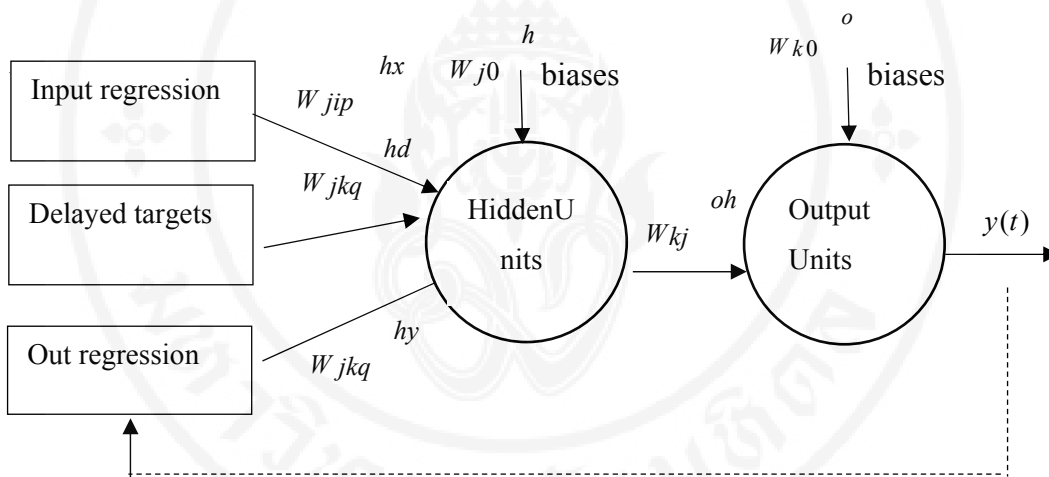 Input regression
Delayed targets
Out regression
hx
W jip
hd
W jkq
hy
W jkq
h
W j0
biases
HiddenU
nits
oh
W kj
o
W k0
biases
Output
Units
y(t)